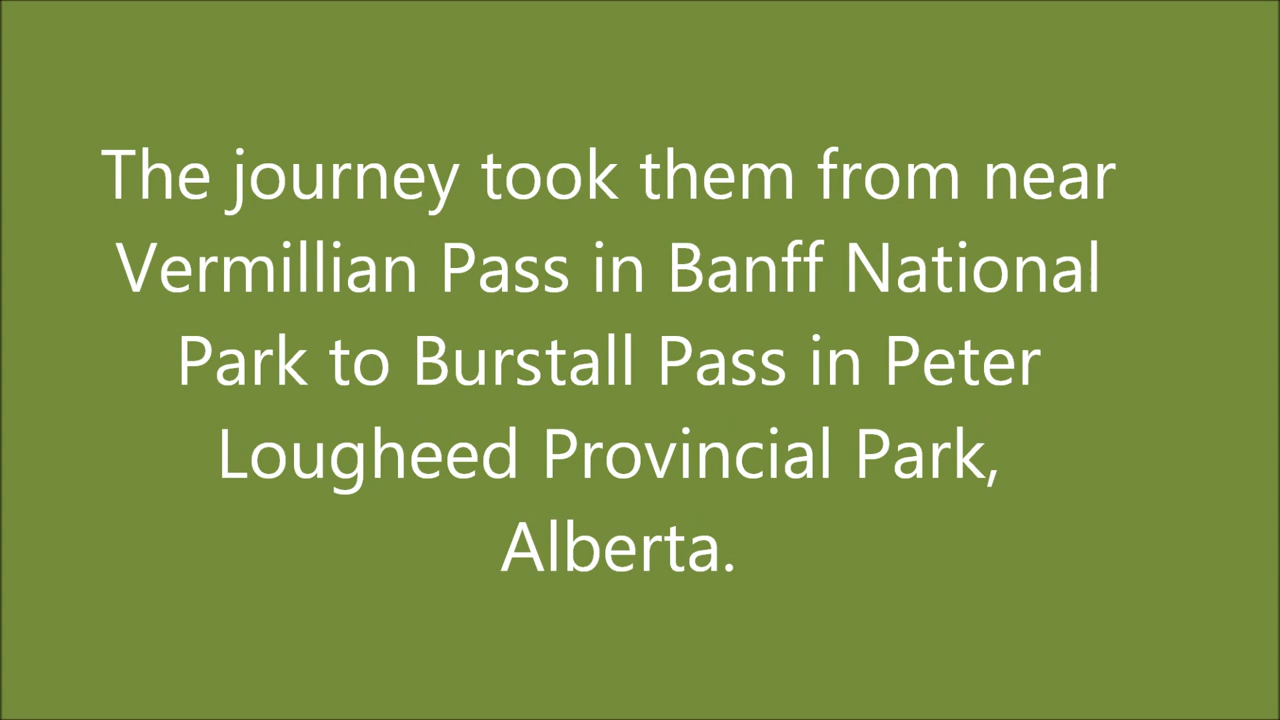 The journey took them from near
Vermillian Pass in Banff National
Park to Burstall Pass in Peter
Lougheed Provincial Park,
Alberta.